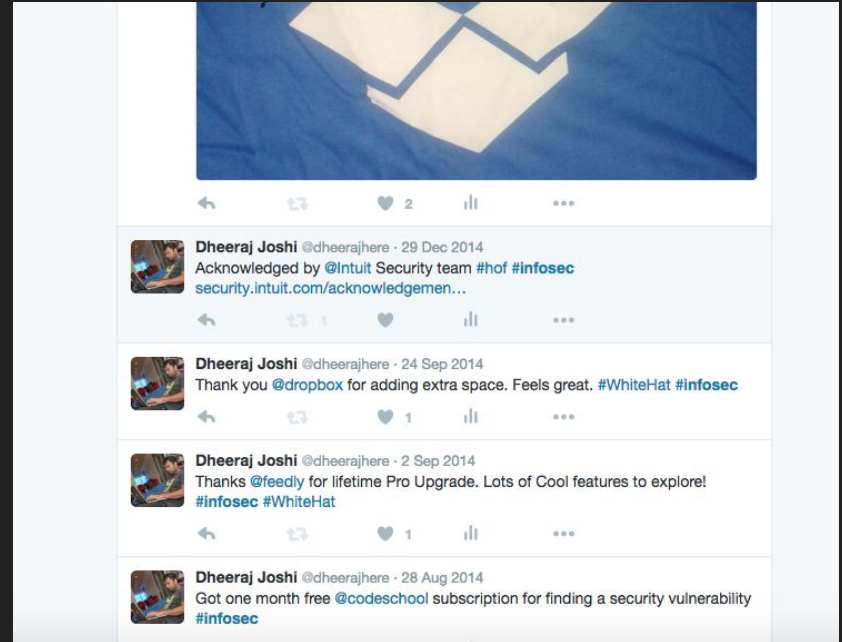 2
Dheeraj Joshi @dheerajhere · 29 Dec 2014
Acknowledged by @Intuit Security team #hof #infosec
security.intuit.com/acknowledgemen…
1
Dheeraj Joshi @dheerajhere · 24 Sep 2014
Thank you @dropbox for adding extra space. Feels great. #WhiteHat #infosec
1
Dheeraj Joshi @dheerajhere · 2 Sep 2014
Thanks @feedly for lifetime Pro Upgrade. Lots of Cool features to explore!
#infosec #WhiteHat
1
Dheeraj Joshi @dheerajhere · 28 Aug 2014
Got one month free @codeschool subscription for finding a security vulnerability
#infosec